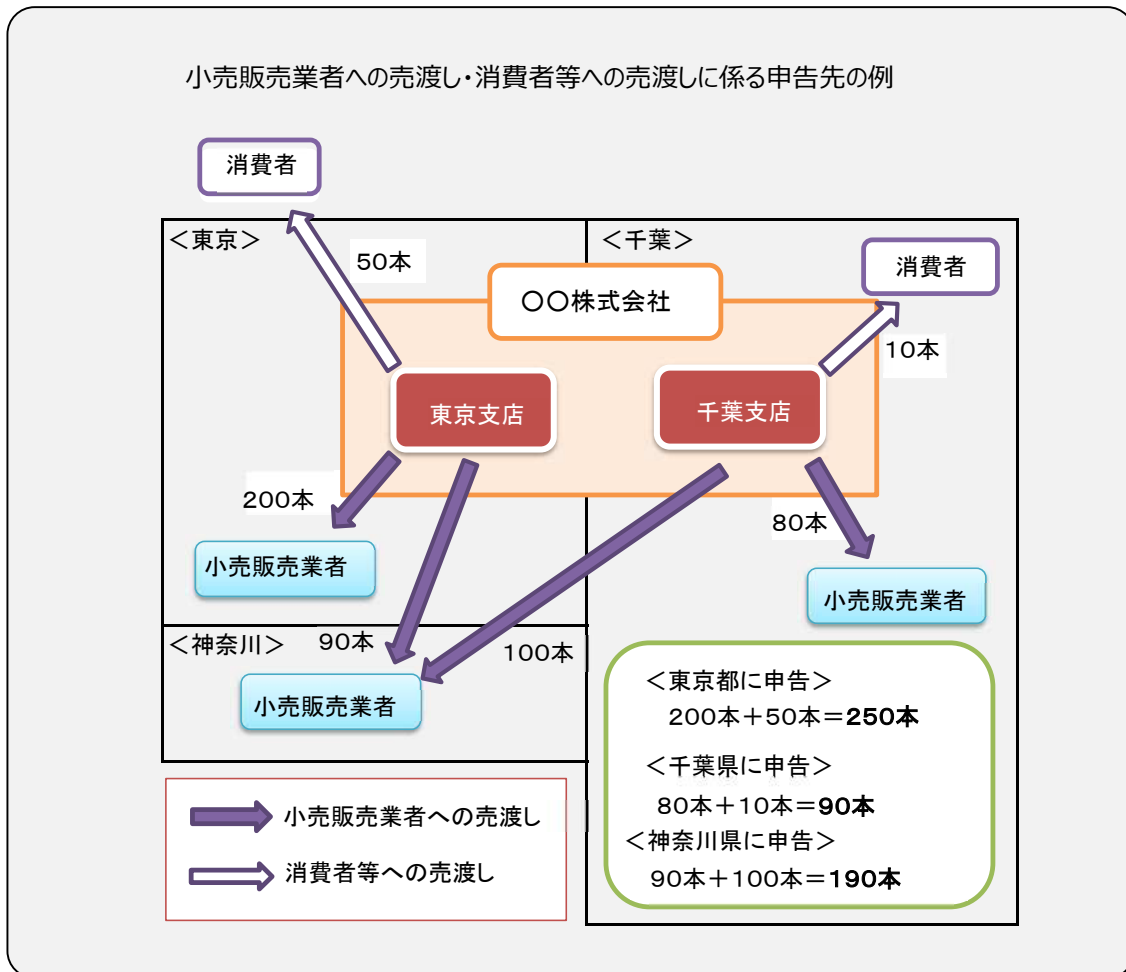 小売販売業者への売渡し・消費者等への売渡しに係る申告先の例
消費者
＜東京＞
＜千葉＞
50本
消費者
〇〇株式会社
10本
東京支店
千葉支店
200本
80本
小売販売業者
小売販売業者
＜神奈川＞
90本
100本
小売販売業者
＜東京都に申告＞
200本＋50本＝250本
＜千葉県に申告＞
80本＋10本＝90本
＜神奈川県に申告＞
90本＋100本＝190本
小売販売業者への売渡し
消費者等への売渡し